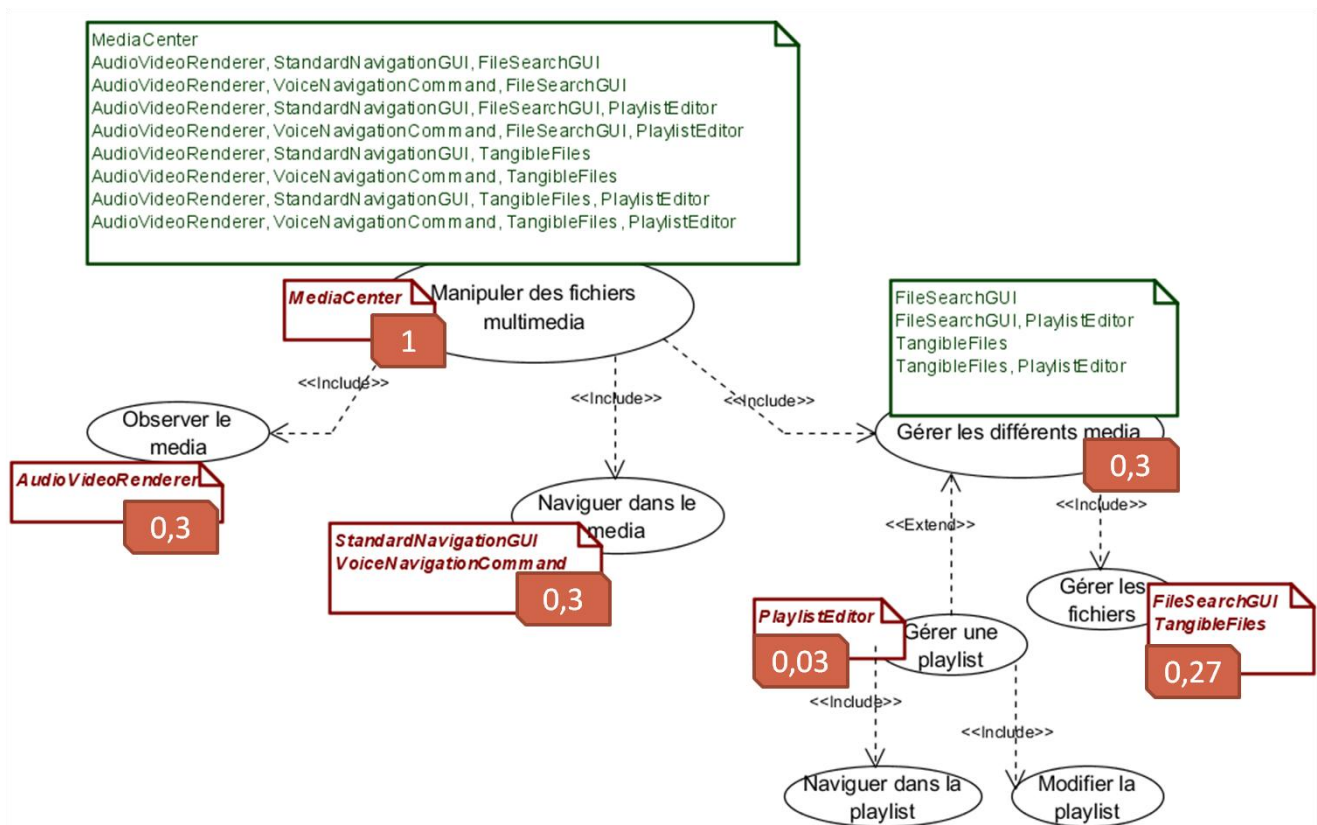 MediaCenter
AudioVideoRenderer, StandardNavigationGUI, FileSearchGUI
AudioVideoRenderer, VoiceNavigationCommand, FileSearchGUI
AudioVideoRenderer, StandardNavigationGUI, FileSearchGUI, PlaylistEditor
AudioVideoRenderer, VoiceNavigationCommand, FileSearchGUI, PlaylistEditor
AudioVideoRenderer, StandardNavigationGUI, TangibleFiles
AudioVideoRenderer, VoiceNavigationCommand, TangibleFiles
AudioVideoRenderer, StandardNavigationGUI, TangibleFiles, PlaylistEditor
AudioVideoRenderer, VoiceNavigationCommand, TangibleFiles, PlaylistEditor
MediaCenter
1
Manipuler des fichiers
multimedia
FileSearchGUI
FileSearchGUI, PlaylistEditor
TangibleFiles
TangibleFiles, PlaylistEditor
<<Include>>
<<Include>>
<<Include>>
Observer le
media
AudioVideoRenderer
0,3
Naviguer dans le
media
StandardNavigationGUI
VoiceNavigationCommand
0,3
Gérer les différents media
0,3
<<Extend>>
<<Include>>
Gérer les
fichiers
FileSearchGUI
TangibleFiles
0,27
PlaylistEditor
0,03
Gérer une
playlist
<<Include>>
<<Include>>
Naviguer dans la
playlist
Modifier la
playlist